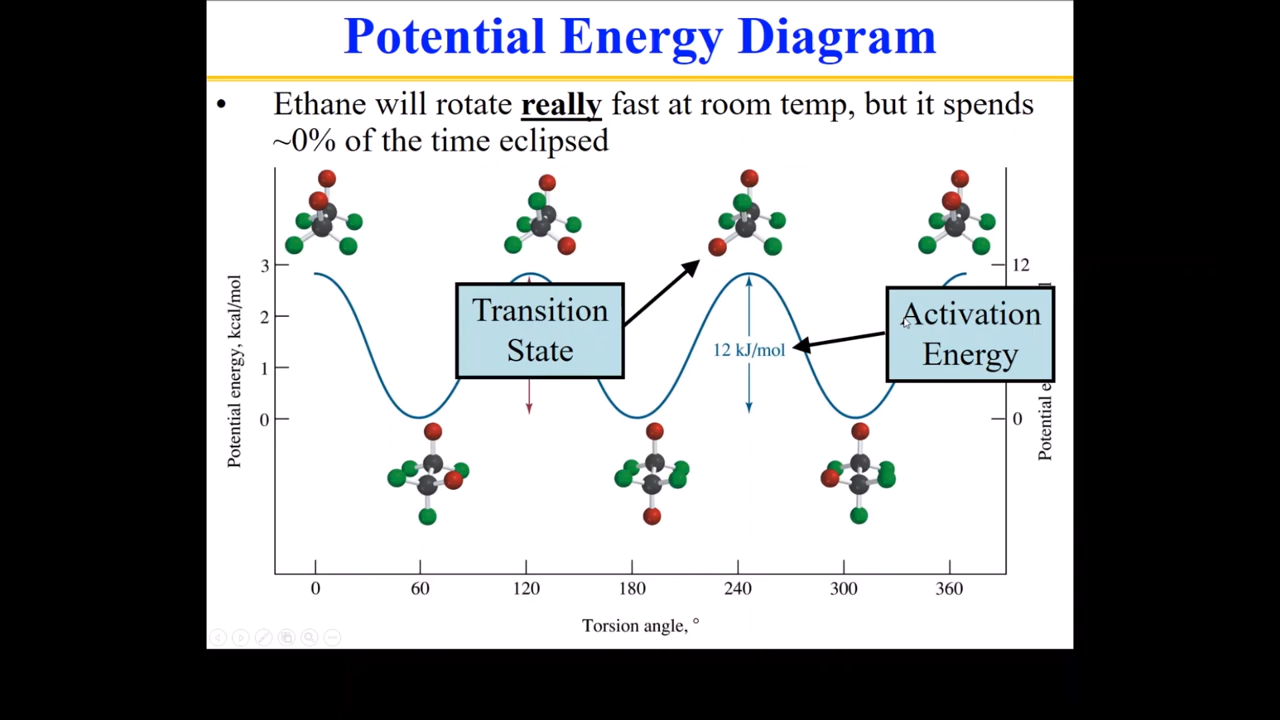 Potential Energy Diagram
• Ethane will rotate really fast at room temp, but it spends
~0% of the time eclipsed
3
2
1
0
Potential energy, kcal/mol
Transition
State
12 kJ/mol
Activation
Energy
12
0
Potential e
0 60 120 180 240 300 360
Torsion angle, °